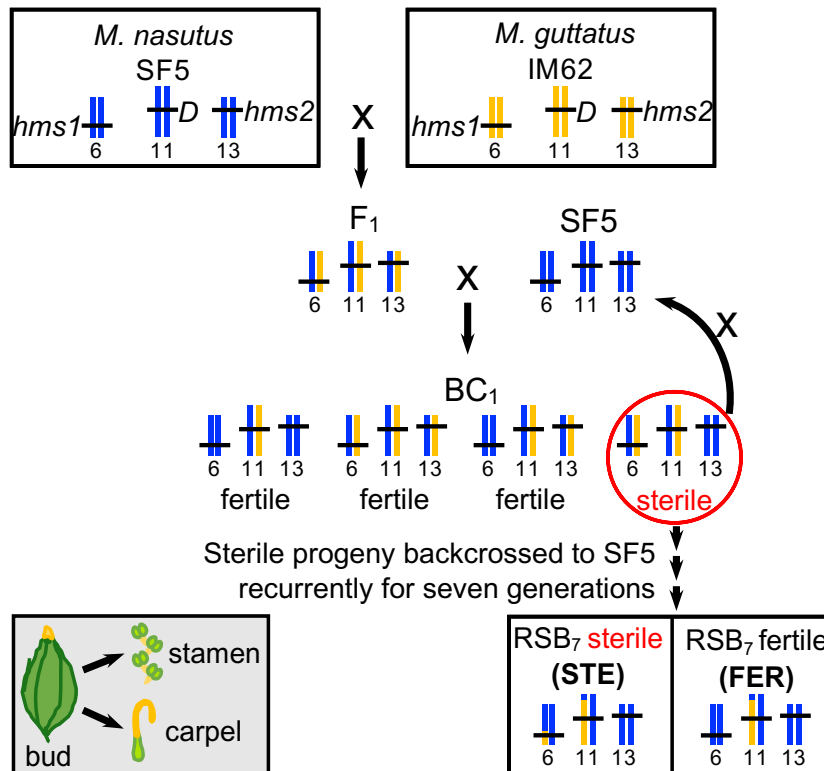 M. nasutus
SF5
hms1 D hms2
6 11 13
X
M. guttatus
IM62
hms1 D hms2
6 11 13
F1
6 11 13
X
SF5
6 11 13
X
BC1
6 11 13
fertile
6 11 13
fertile
6 11 13
fertile
6 11 13
sterile
Sterile progeny backcrossed to SF5
recurrently for seven generations
bud
stamen
carpel
RSB7 sterile
(STE)
6 11 13
RSB7 fertile
(FER)
6 11 13